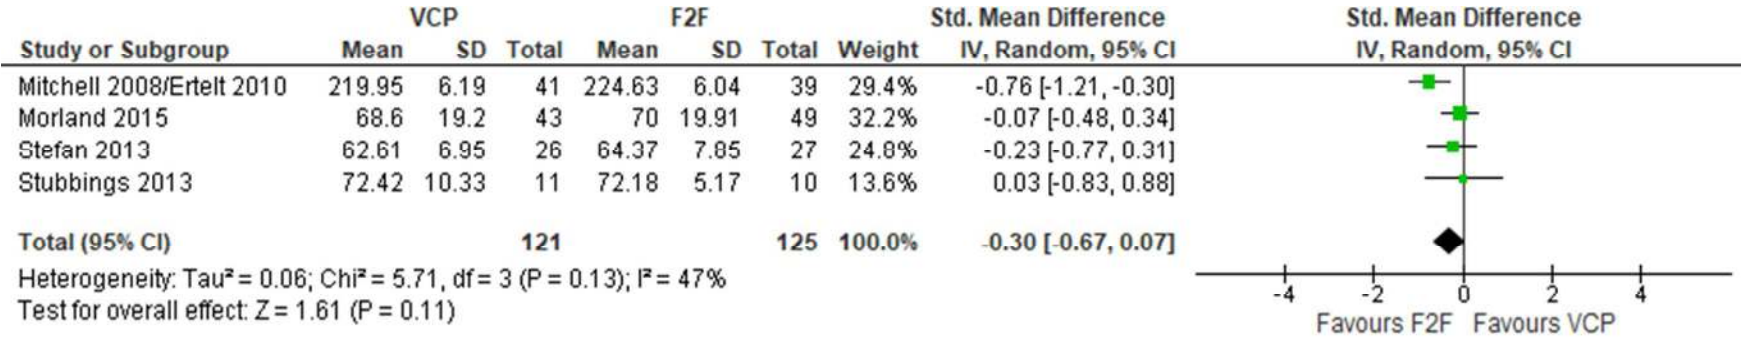 VCP F2F Std. Mean Difference Std. Mean Difference
Study or Subgroup Mean SD Total Mean SD Total Weight IV, Random, 95% CI IV, Random, 95% CI
Mitchell 2008/Ertelt 2010 219.95 6.19 41 224.63 6.04 39 29.4% -0.76 [-1.21, -0.30]
Morland 2015 68.6 19.2 43 70 19.91 49 32.2% -0.07 [-0.48, 0.34]
Stefan 2013 62.61 6.95 26 64.37 7.85 27 24.8% -0.23 [-0.77, 0.31]
Stubbings 2013 72.42 10.33 11 72.18 5.17 10 13.6% 0.03 [-0.83, 0.88]
Total (95% CI) 121 125 100.0% -0.30 [-0.67, 0.07]
Heterogeneity: Tau² = 0.06; Chi² = 5.71, df = 3 (P = 0.13); I² = 47%
Test for overall effect: Z = 1.61 (P = 0.11)
-4 -2 0 2 4
Favours F2F Favours VCP